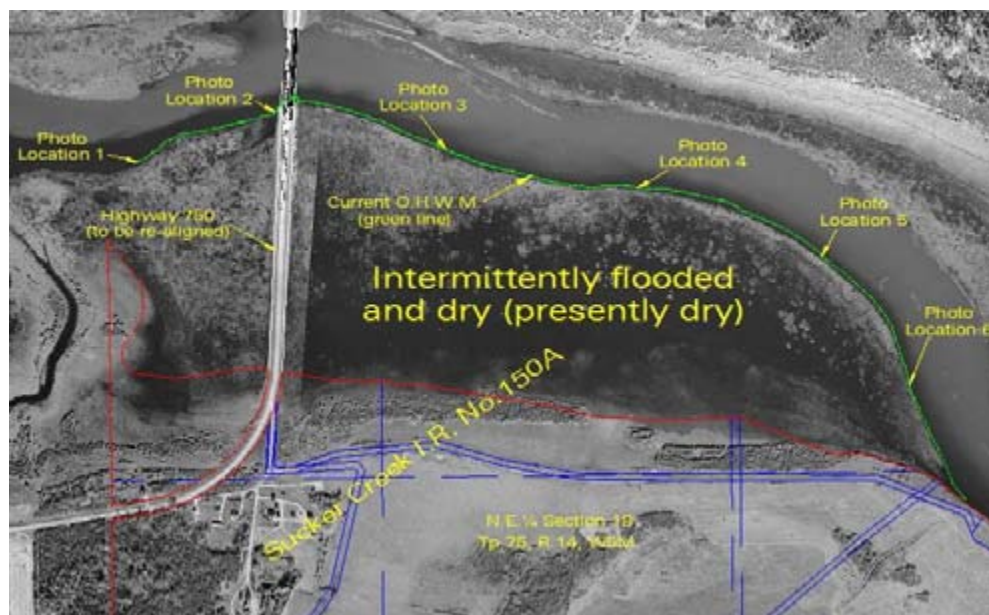 Photo
Location 1
Photo
Location 2
Photo
Location 3
Photo
Location 4
Photo
Location 5
Photo
Location 6
Current O.H.W.M.
(green line)
Highway 750
(to be re-aligned)
Intermittently flooded
and dry (presently dry)
Sucker Creek I.R. No.150A
N.E.¼ Section 19
Tp 75, R 14, W5M